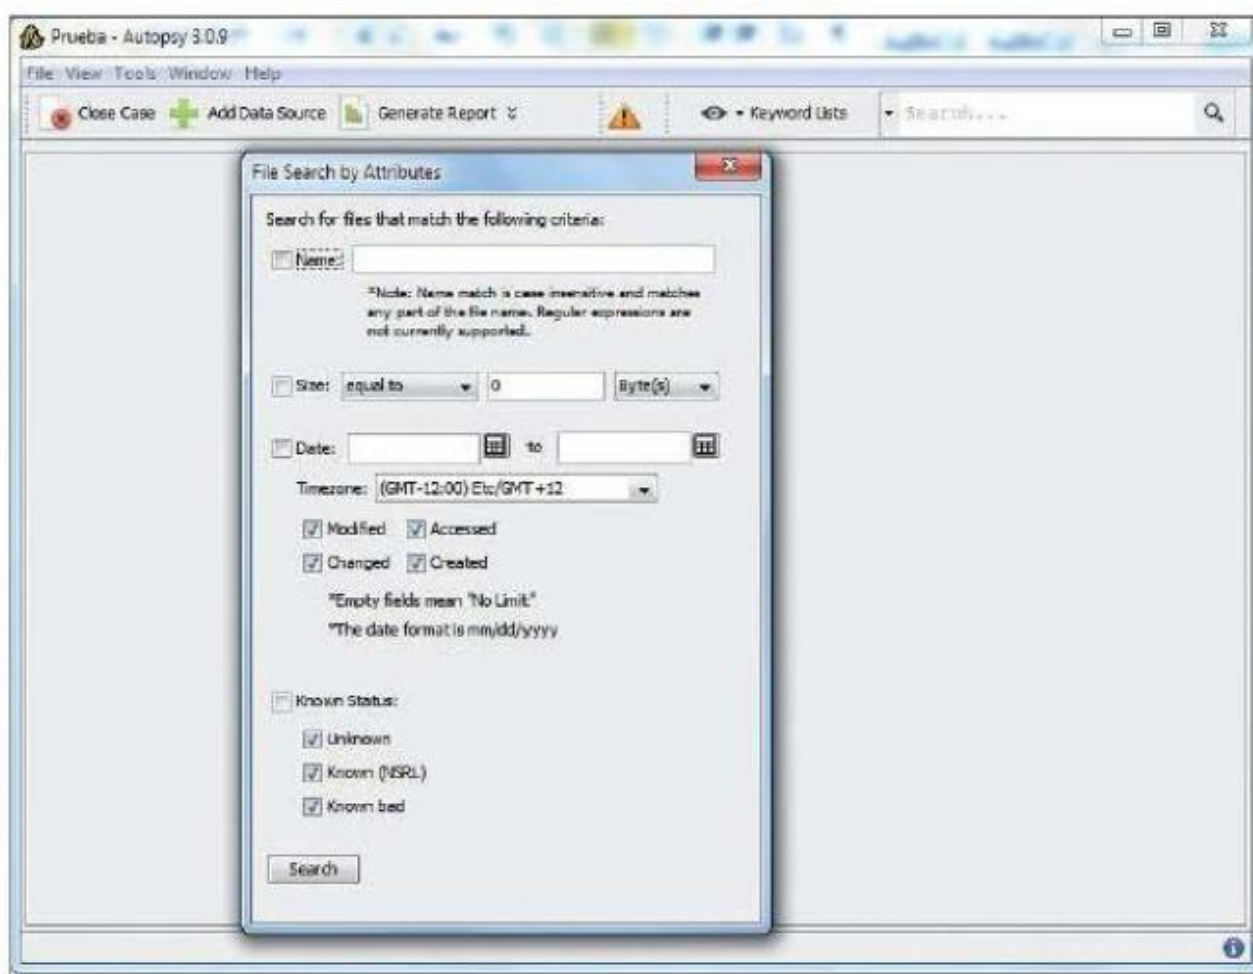 Prueba - Autopsy 3.0.9
File View Tools Window Help
Close Case Add Data Source Generate Report Keyword Lists Search...
File Search by Attributes
Search for files that match the following criteria:
Name:
*Note: Name match is case insensitive and matches
any part of the file name. Regular expressions are
not currently supported.
Size: equal to 0 Byte(s)
Date: to
Timezone: (GMT-12:00) Etc/GMT+12
Modified Accessed
Changed Created
*Empty fields mean "No Limit"
*The date format is mm/dd/yyyy
Known Status:
Unknown
Known (NSRL)
Known bad
Search